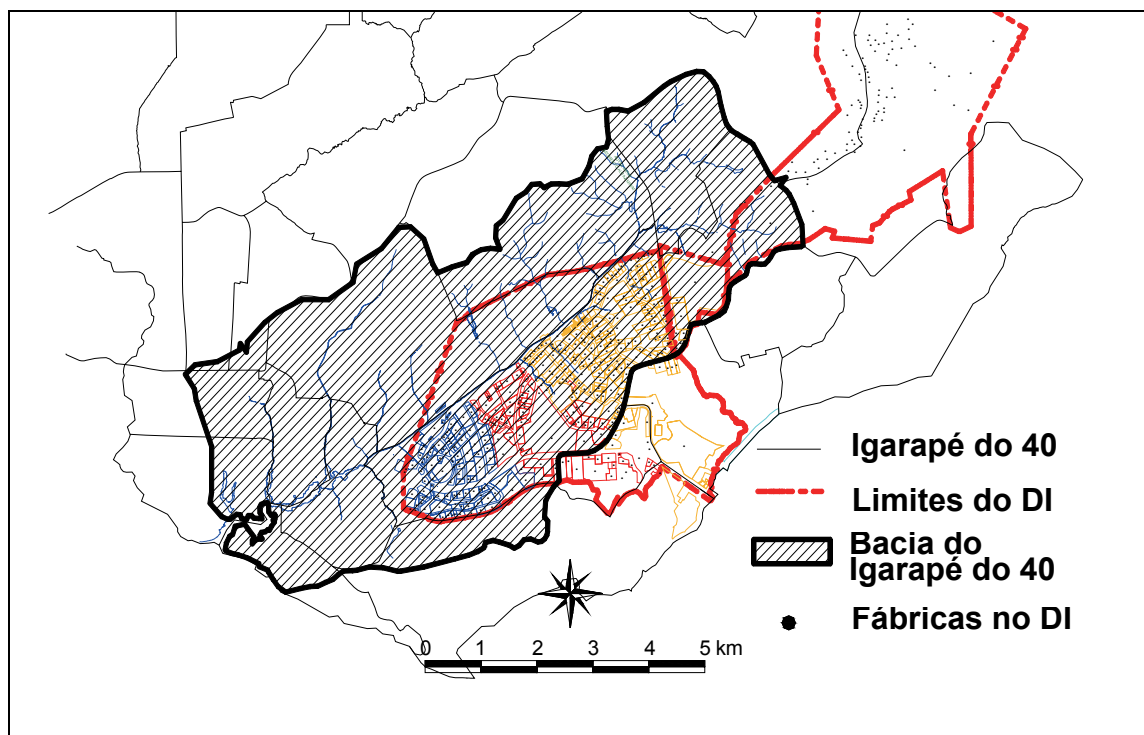 Igarapé do 40
Limites do DI
Bacia do
Igarapé do 40
Fábricas no DI
0 1 2 3 4 5 km